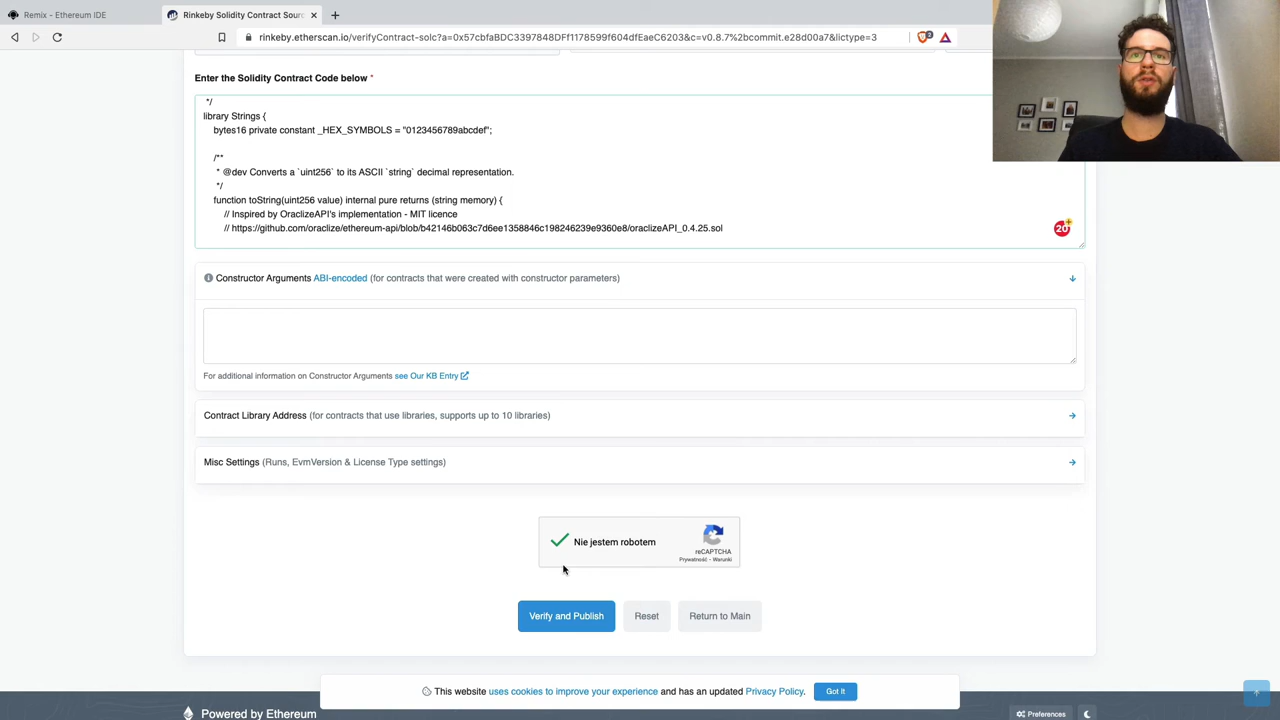 Remix - Ethereum IDE
Rinkeby Solidity Contract Sourc
rinkeby.etherscan.io/verifyContract-solc?a=0x57cbfaBDC3397848DFf1178599f604dfEaeC6203&c=v0.8.7%2bcommit.e28d00a7&lictype=3
Enter the Solidity Contract Code below *
*/
library Strings {
bytes16 private constant _HEX_SYMBOLS = "0123456789abcdef";
/**
* @dev Converts a `uint256` to its ASCII `string` decimal representation.
*/
function toString(uint256 value) internal pure returns (string memory) {
// Inspired by OraclizeAPI's implementation - MIT licence
// https://github.com/oraclize/ethereum-api/blob/b42146b063c7d6ee1358846c198246239e9360e8/oraclizeAPI_0.4.25.sol
20+
Constructor Arguments ABI-encoded (for contracts that were created with constructor parameters)
For additional information on Constructor Arguments see Our KB Entry
Contract Library Address (for contracts that use libraries, supports up to 10 libraries)
Misc Settings (Runs, EvmVersion & License Type settings)
Nie jestem robotem
reCAPTCHA
Prywatność - Warunki
Verify and Publish
Reset
Return to Main
This website uses cookies to improve your experience and has an updated Privacy Policy.
Got It
Powered by Ethereum
Preferences